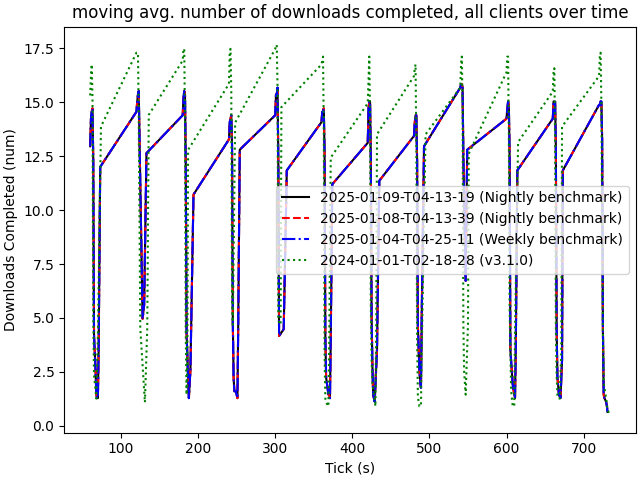 moving avg. number of downloads completed, all clients over time
Downloads Completed (num)
17.5
15.0
12.5
10.0
7.5
5.0
2.5
0.0
2025-01-09-T04-13-19 (Nightly benchmark)
2025-01-08-T04-13-39 (Nightly benchmark)
2025-01-04-T04-25-11 (Weekly benchmark)
2024-01-01-T02-18-28 (v3.1.0)
100 200 300 400 500 600 700
Tick (s)